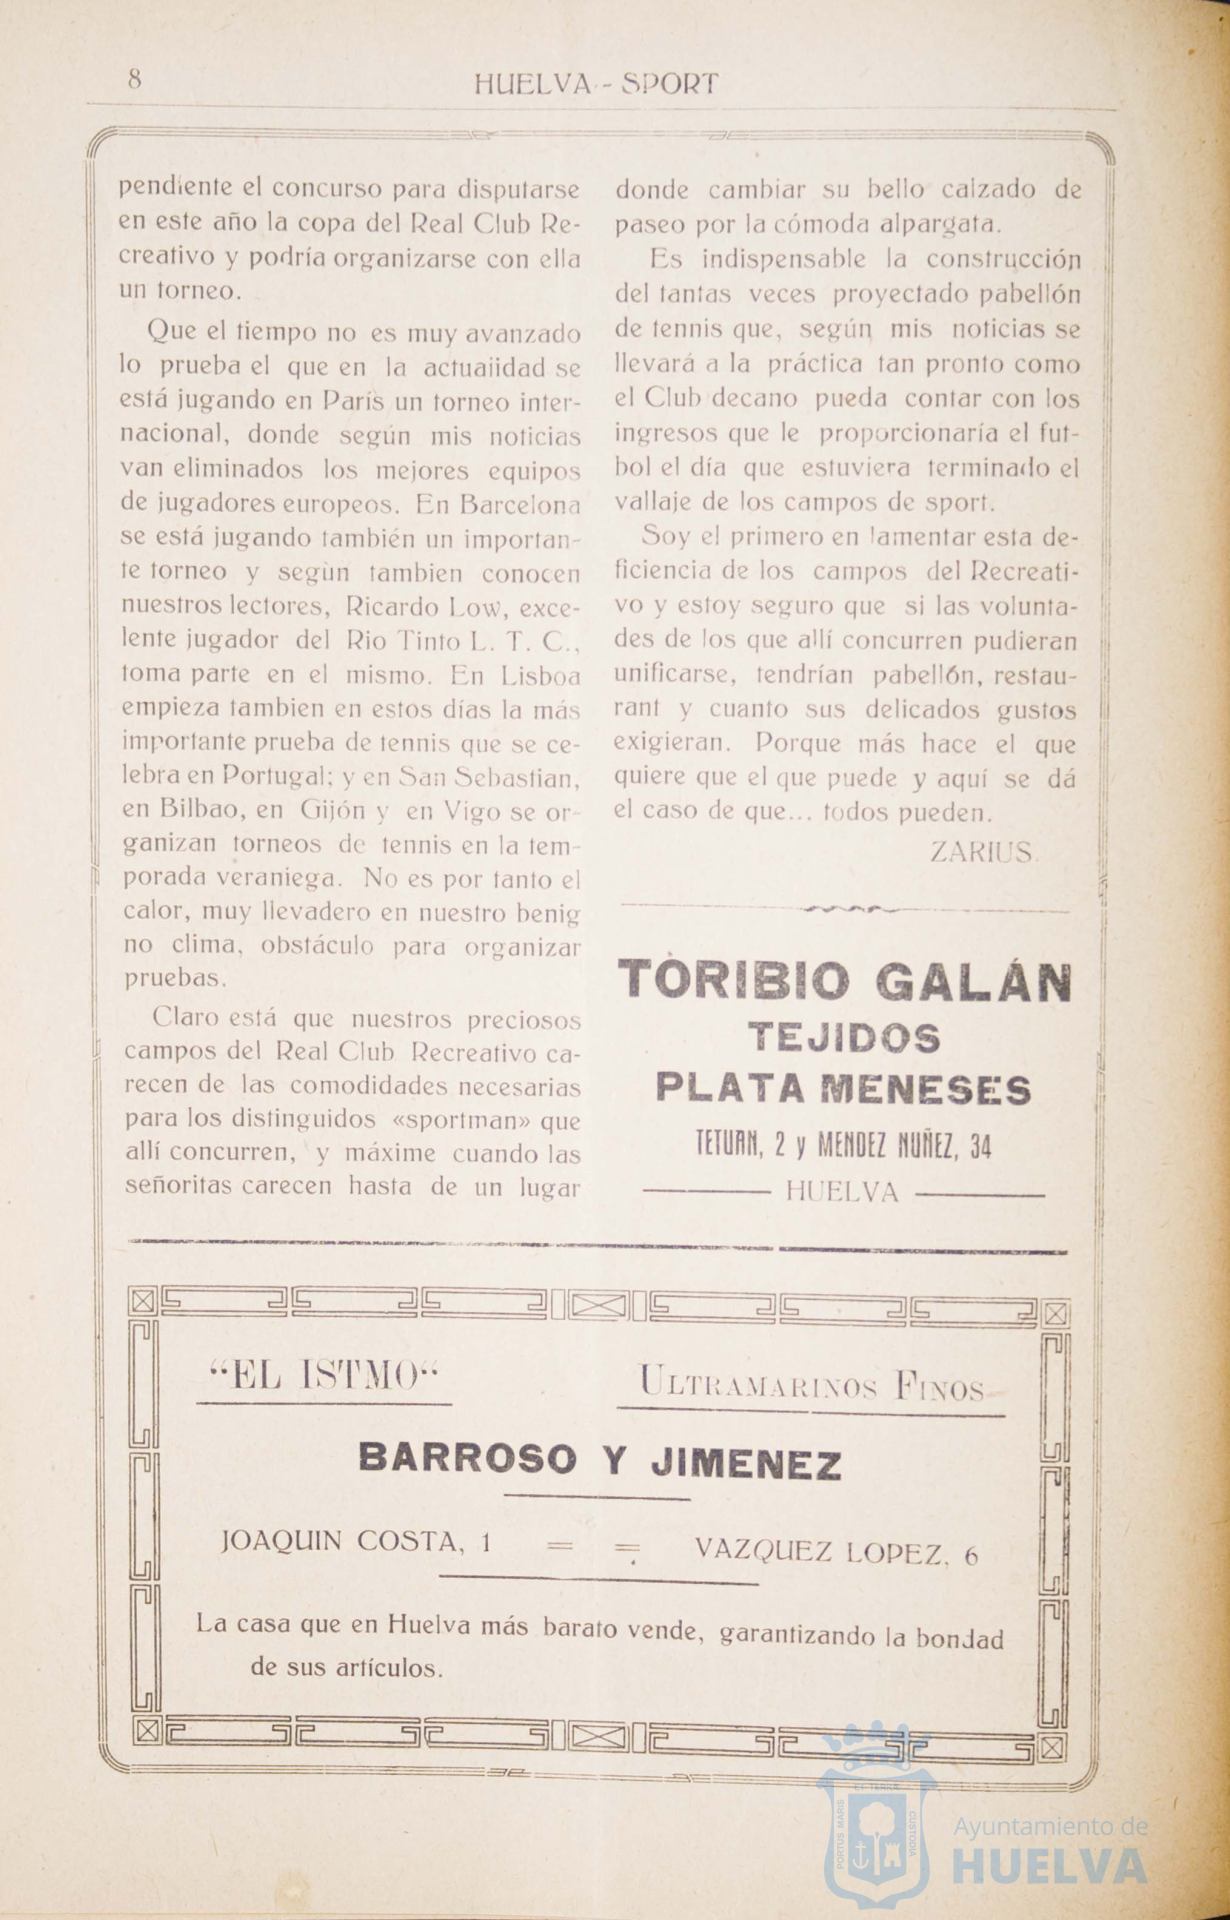 8
HUELVA - SPORT
pendiente el concurso para disputarse
en este año la copa del Real Club Re-
creativo y podría organizarse con ella
un torneo.
Que el tiempo no es muy avanzado
lo prueba el que en la actuaiidad se
está jugando en París un torneo inter-
nacional, donde según mis noticias
van eliminados los mejores equipos
de jugadores europeos. En Barcelona
se está jugando también un importan-
te torneo y según tambien conocen
nuestros lectores, Ricardo Low, exce-
lente jugador del Rio Tinto L. T. C.,
toma parte en el mismo. En Lisboa
empieza tambien en estos días la más
importante prueba de tennis que se ce-
lebra en Portugal; y en San Sebastian,
en Bilbao, en Gijón y en Vigo se or-
ganizan torneos de tennis en la tem-
porada veraniega. No es por tanto el
calor, muy llevadero en nuestro benig
no clima, obstáculo para organizar
pruebas.
Claro está que nuestros preciosos
campos del Real Club Recreativo ca-
recen de las comodidades necesarias
para los distinguidos «sportman» que
allí concurren, y máxime cuando las
señoritas carecen hasta de un lugar
donde cambiar su bello calzado de
paseo por la cómoda alpargata.
Es indispensable la construcción
del tantas veces proyectado pabellón
de tennis que, según mis noticias se
llevará a la práctica tan pronto como
el Club decano pueda contar con los
ingresos que le proporcionaría el fut-
bol el día que estuviera terminado el
vallaje de los campos de sport.
Soy el primero en lamentar esta de-
ficiencia de los campos del Recreati-
vo y estoy seguro que si las volunta-
des de los que allí concurren pudieran
unificarse, tendrían pabellón, restau-
rant y cuanto sus delicados gustos
exigieran. Porque más hace el que
quiere que el que puede y aquí se dá
el caso de que... todos pueden.
ZARIUS.
TORIBIO GALÁN
TEJIDOS
PLATA MENESES
TETUAN, 2 y MENDEZ NUÑEZ, 34
HUELVA
"EL ISTMO"
ULTRAMARINOS FINOS
BARROSO Y JIMENEZ
JOAQUIN COSTA, 1 = = VAZQUEZ LOPEZ, 6
La casa que en Huelva más barato vende, garantizando la bondad
de sus artículos.
PORTUS MARIS
ET TERRAE
CUSTODIA
Ayuntamiento de
HUELVA